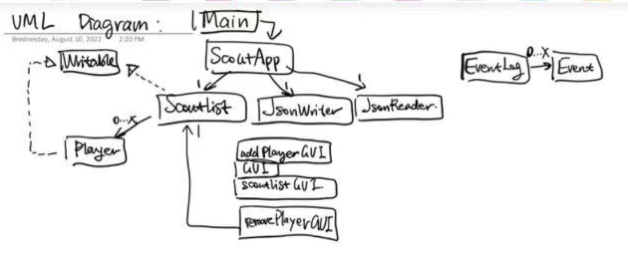 UML Diagram:
Main
Wednesday, August 10, 2022 2:20 PM
ScoutApp
Writable
EventLog
0...x
Event
1
1
1
Scoutlist
JsonWriter
JsonReader
0...x
1
Player
addPlayerGUI
GUI
scoutlistGUI
removePlayerGUI